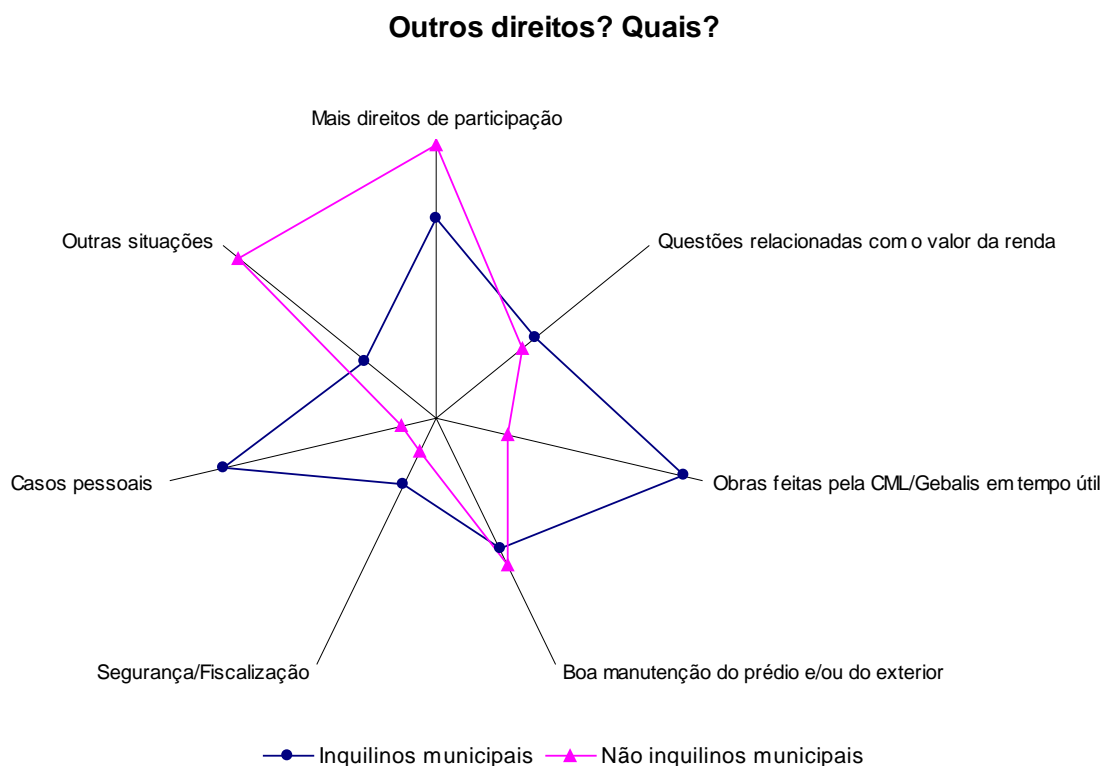 Outros direitos? Quais?
Mais direitos de participação
Outras situações
Questões relacionadas com o valor da renda
Casos pessoais
Obras feitas pela CML/Gebalis em tempo útil
Segurança/Fiscalização
Boa manutenção do prédio e/ou do exterior
Inquilinos municipais
Não inquilinos municipais